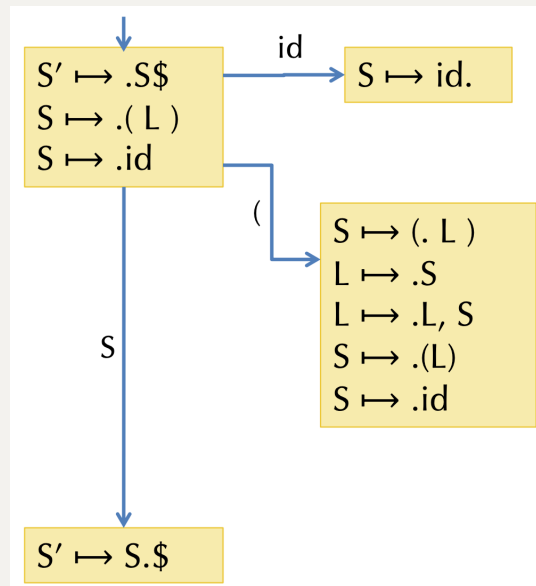 S′ ⟼ .S$
S ⟼ .( L )
S ⟼ .id
id
S ⟼ id.
(
S ⟼ (. L )
L ⟼ .S
L ⟼ .L, S
S ⟼ .(L)
S ⟼ .id
S
S′ ⟼ S.$